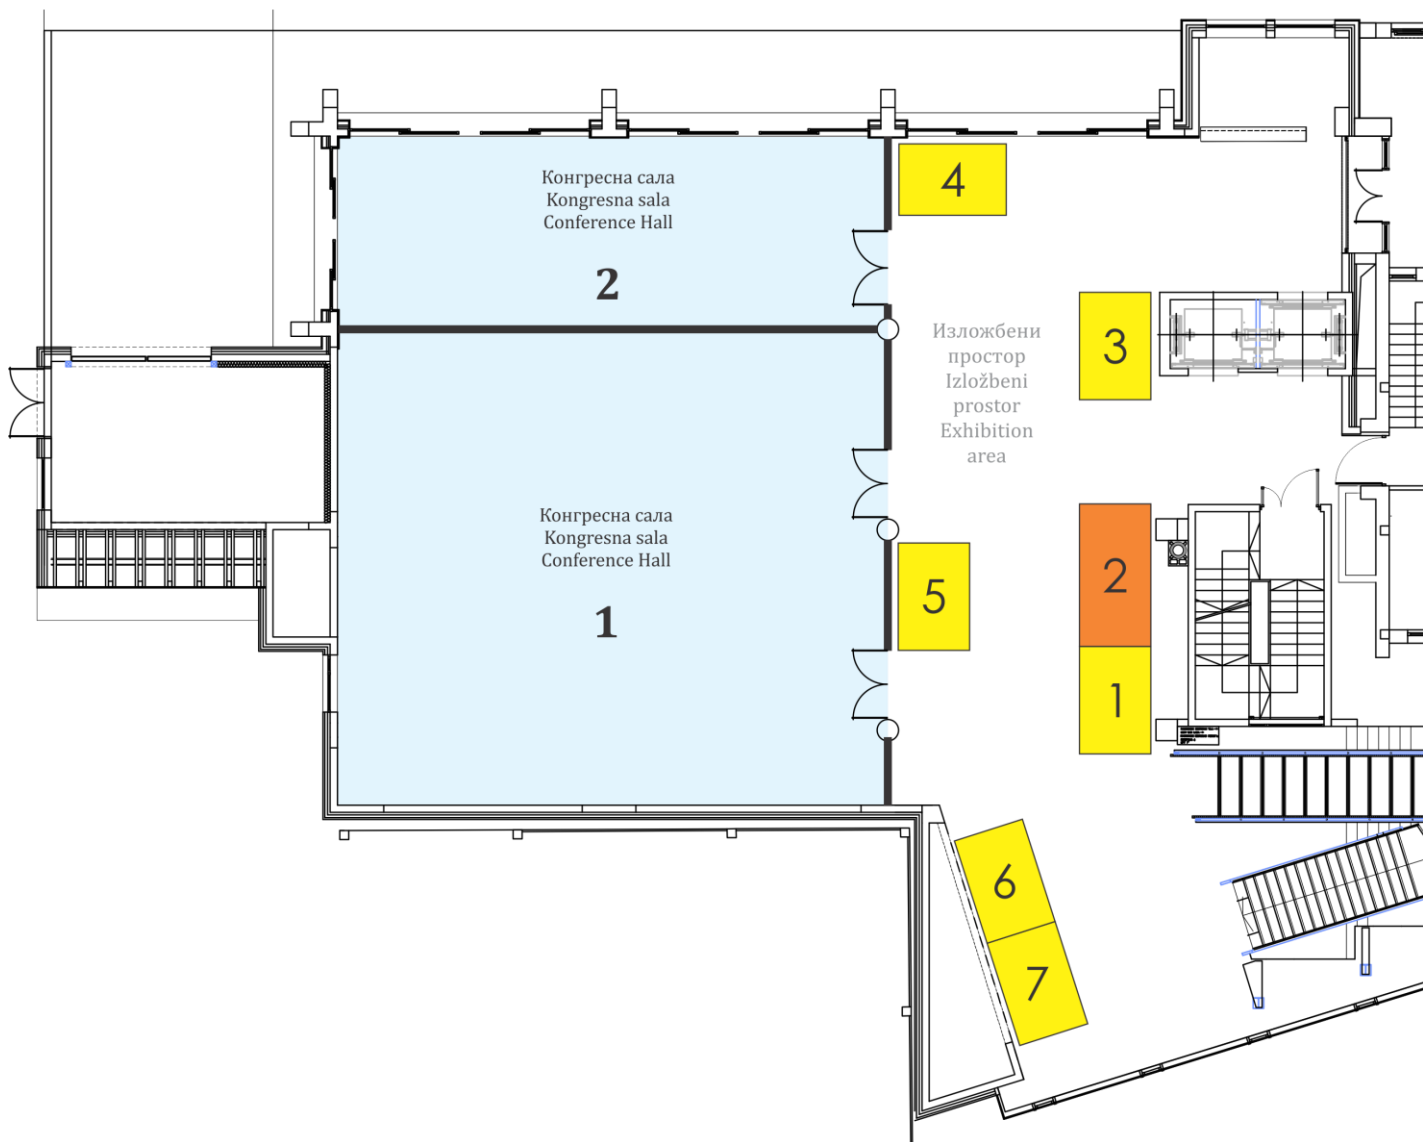 Конгресна сала
Kongresna sala
Conference Hall
2
4
Изложбени
простор
Izložbeni
prostor
Exhibition
area
3
Конгресна сала
Kongresna sala
Conference Hall
1
5
2
1
6
7